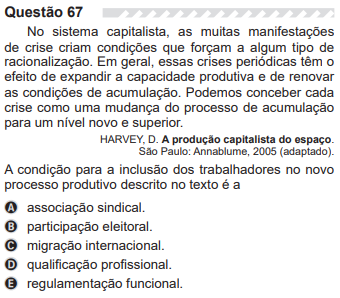 Questão 67
No sistema capitalista, as muitas manifestações
de crise criam condições que forçam a algum tipo de
racionalização. Em geral, essas crises periódicas têm o
efeito de expandir a capacidade produtiva e de renovar
as condições de acumulação. Podemos conceber cada
crise como uma mudança do processo de acumulação
para um nível novo e superior.
HARVEY, D. A produção capitalista do espaço.
São Paulo: Annablume, 2005 (adaptado).
A condição para a inclusão dos trabalhadores no novo
processo produtivo descrito no texto é a
A associação sindical.
B participação eleitoral.
C migração internacional.
D qualificação profissional.
E regulamentação funcional.